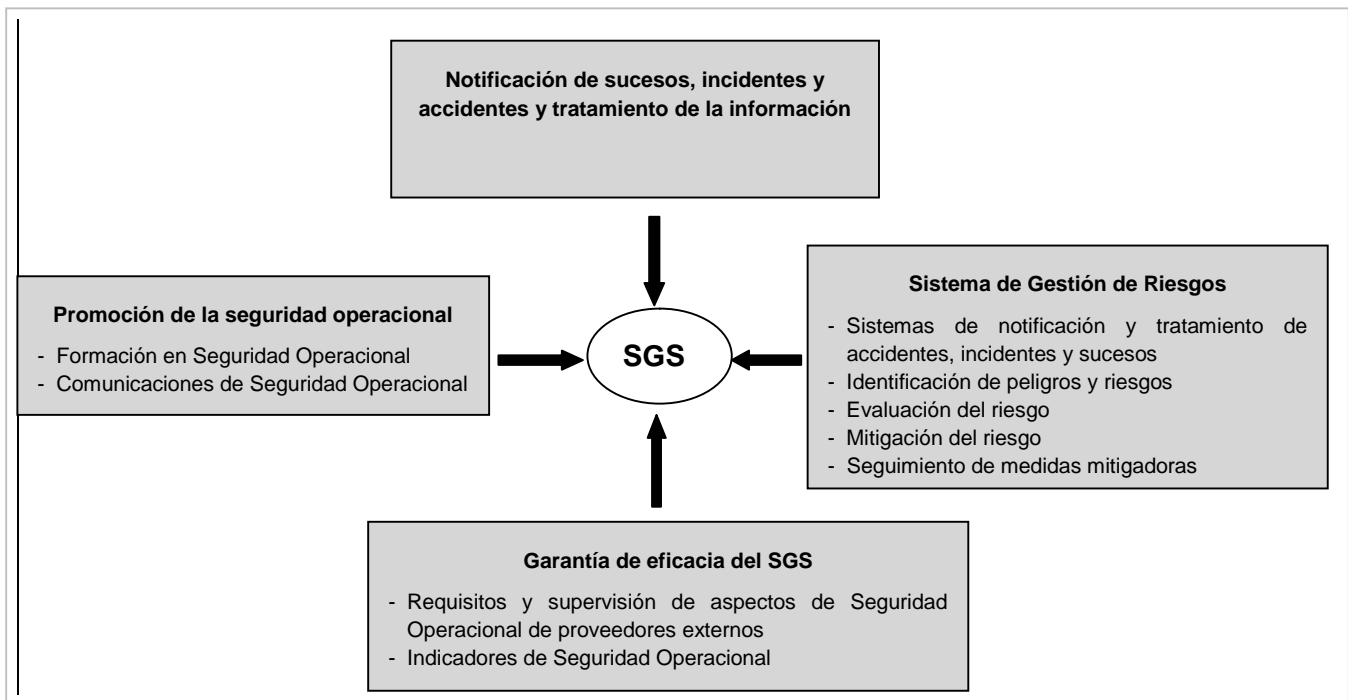 Notificación de sucesos, incidentes y
accidentes y tratamiento de la información
Promoción de la seguridad operacional
- Formación en Seguridad Operacional
- Comunicaciones de Seguridad Operacional
SGS
Sistema de Gestión de Riesgos
- Sistemas de notificación y tratamiento de
accidentes, incidentes y sucesos
- Identificación de peligros y riesgos
- Evaluación del riesgo
- Mitigación del riesgo
- Seguimiento de medidas mitigadoras
Garantía de eficacia del SGS
- Requisitos y supervisión de aspectos de Seguridad
Operacional de proveedores externos
- Indicadores de Seguridad Operacional